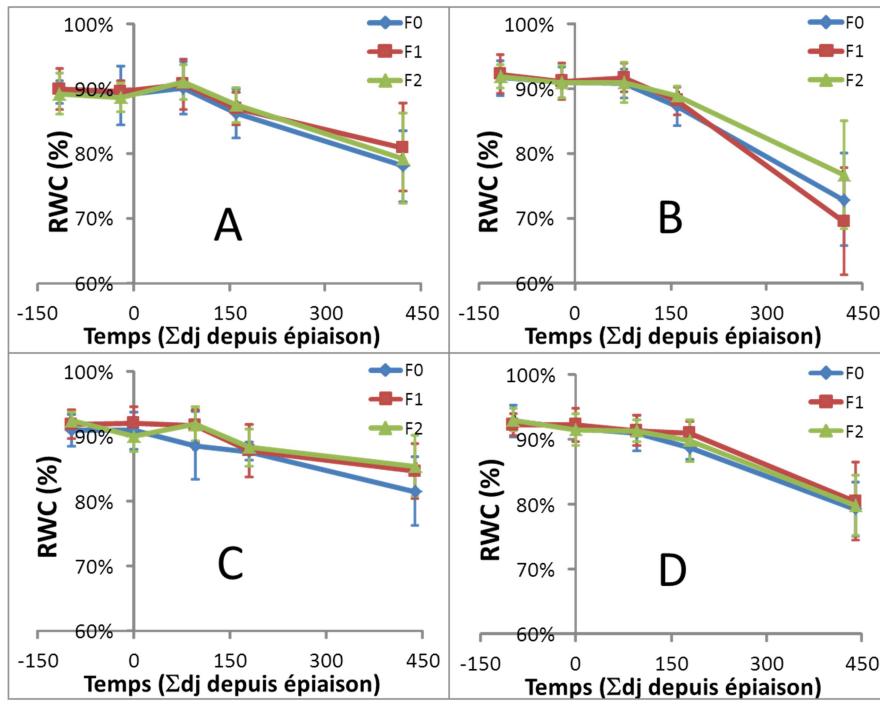 100%
90%
80%
70%
60%
RWC (%)
F0
F1
F2
A
-150 0 150 300 450
Temps (Σdj depuis épiaison)
100%
90%
80%
70%
60%
RWC (%)
F0
F1
F2
B
-150 0 150 300 450
Temps (Σdj depuis épiaison)
100%
90%
80%
70%
60%
RWC (%)
F0
F1
F2
C
-150 0 150 300 450
Temps (Σdj depuis épiaison)
100%
90%
80%
70%
60%
RWC (%)
F0
F1
F2
D
-150 0 150 300 450
Temps (Σdj depuis épiaison)